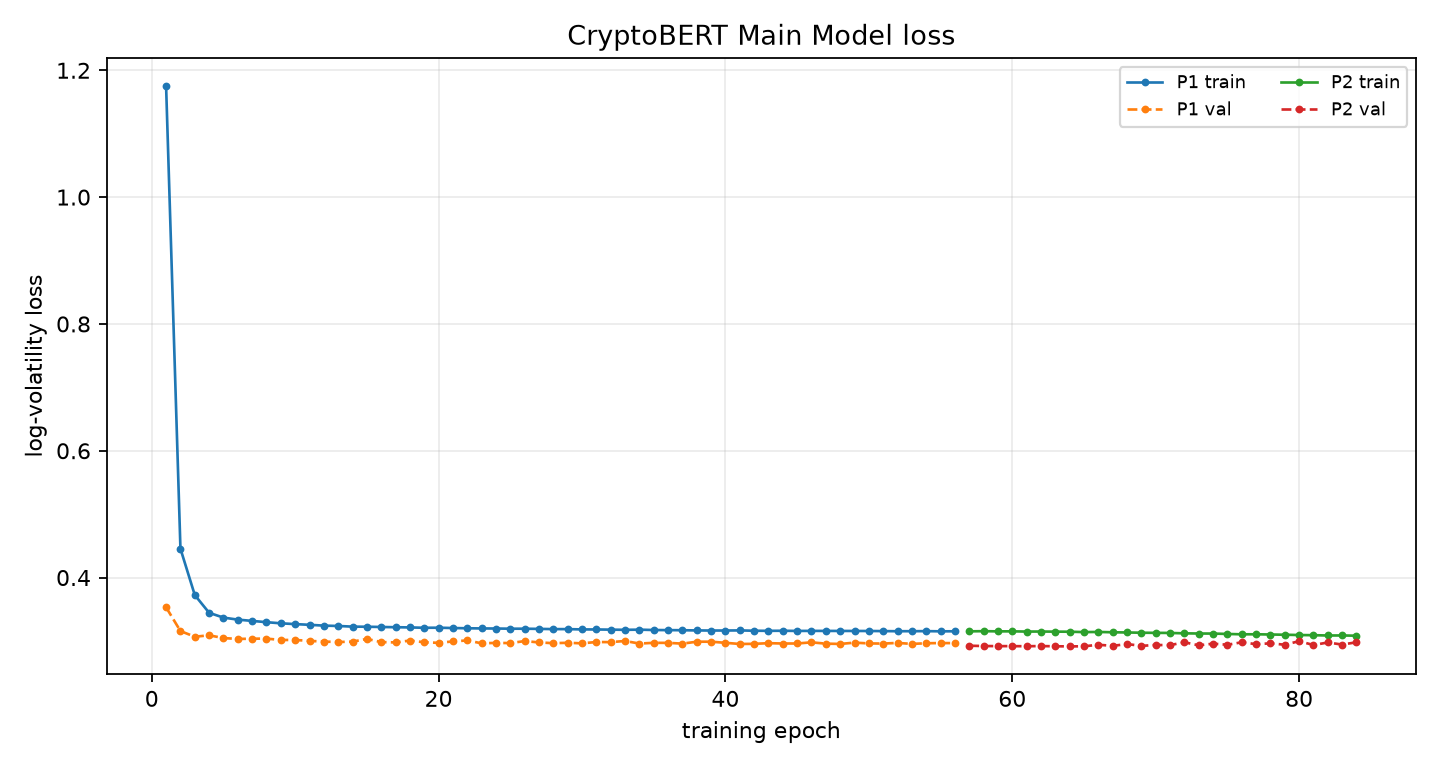 CryptoBERT Main Model loss
P1 train
P2 train
P1 val
P2 val
1.2
1.0
0.8
0.6
0.4
log-volatility loss
0
20
40
60
80
training epoch